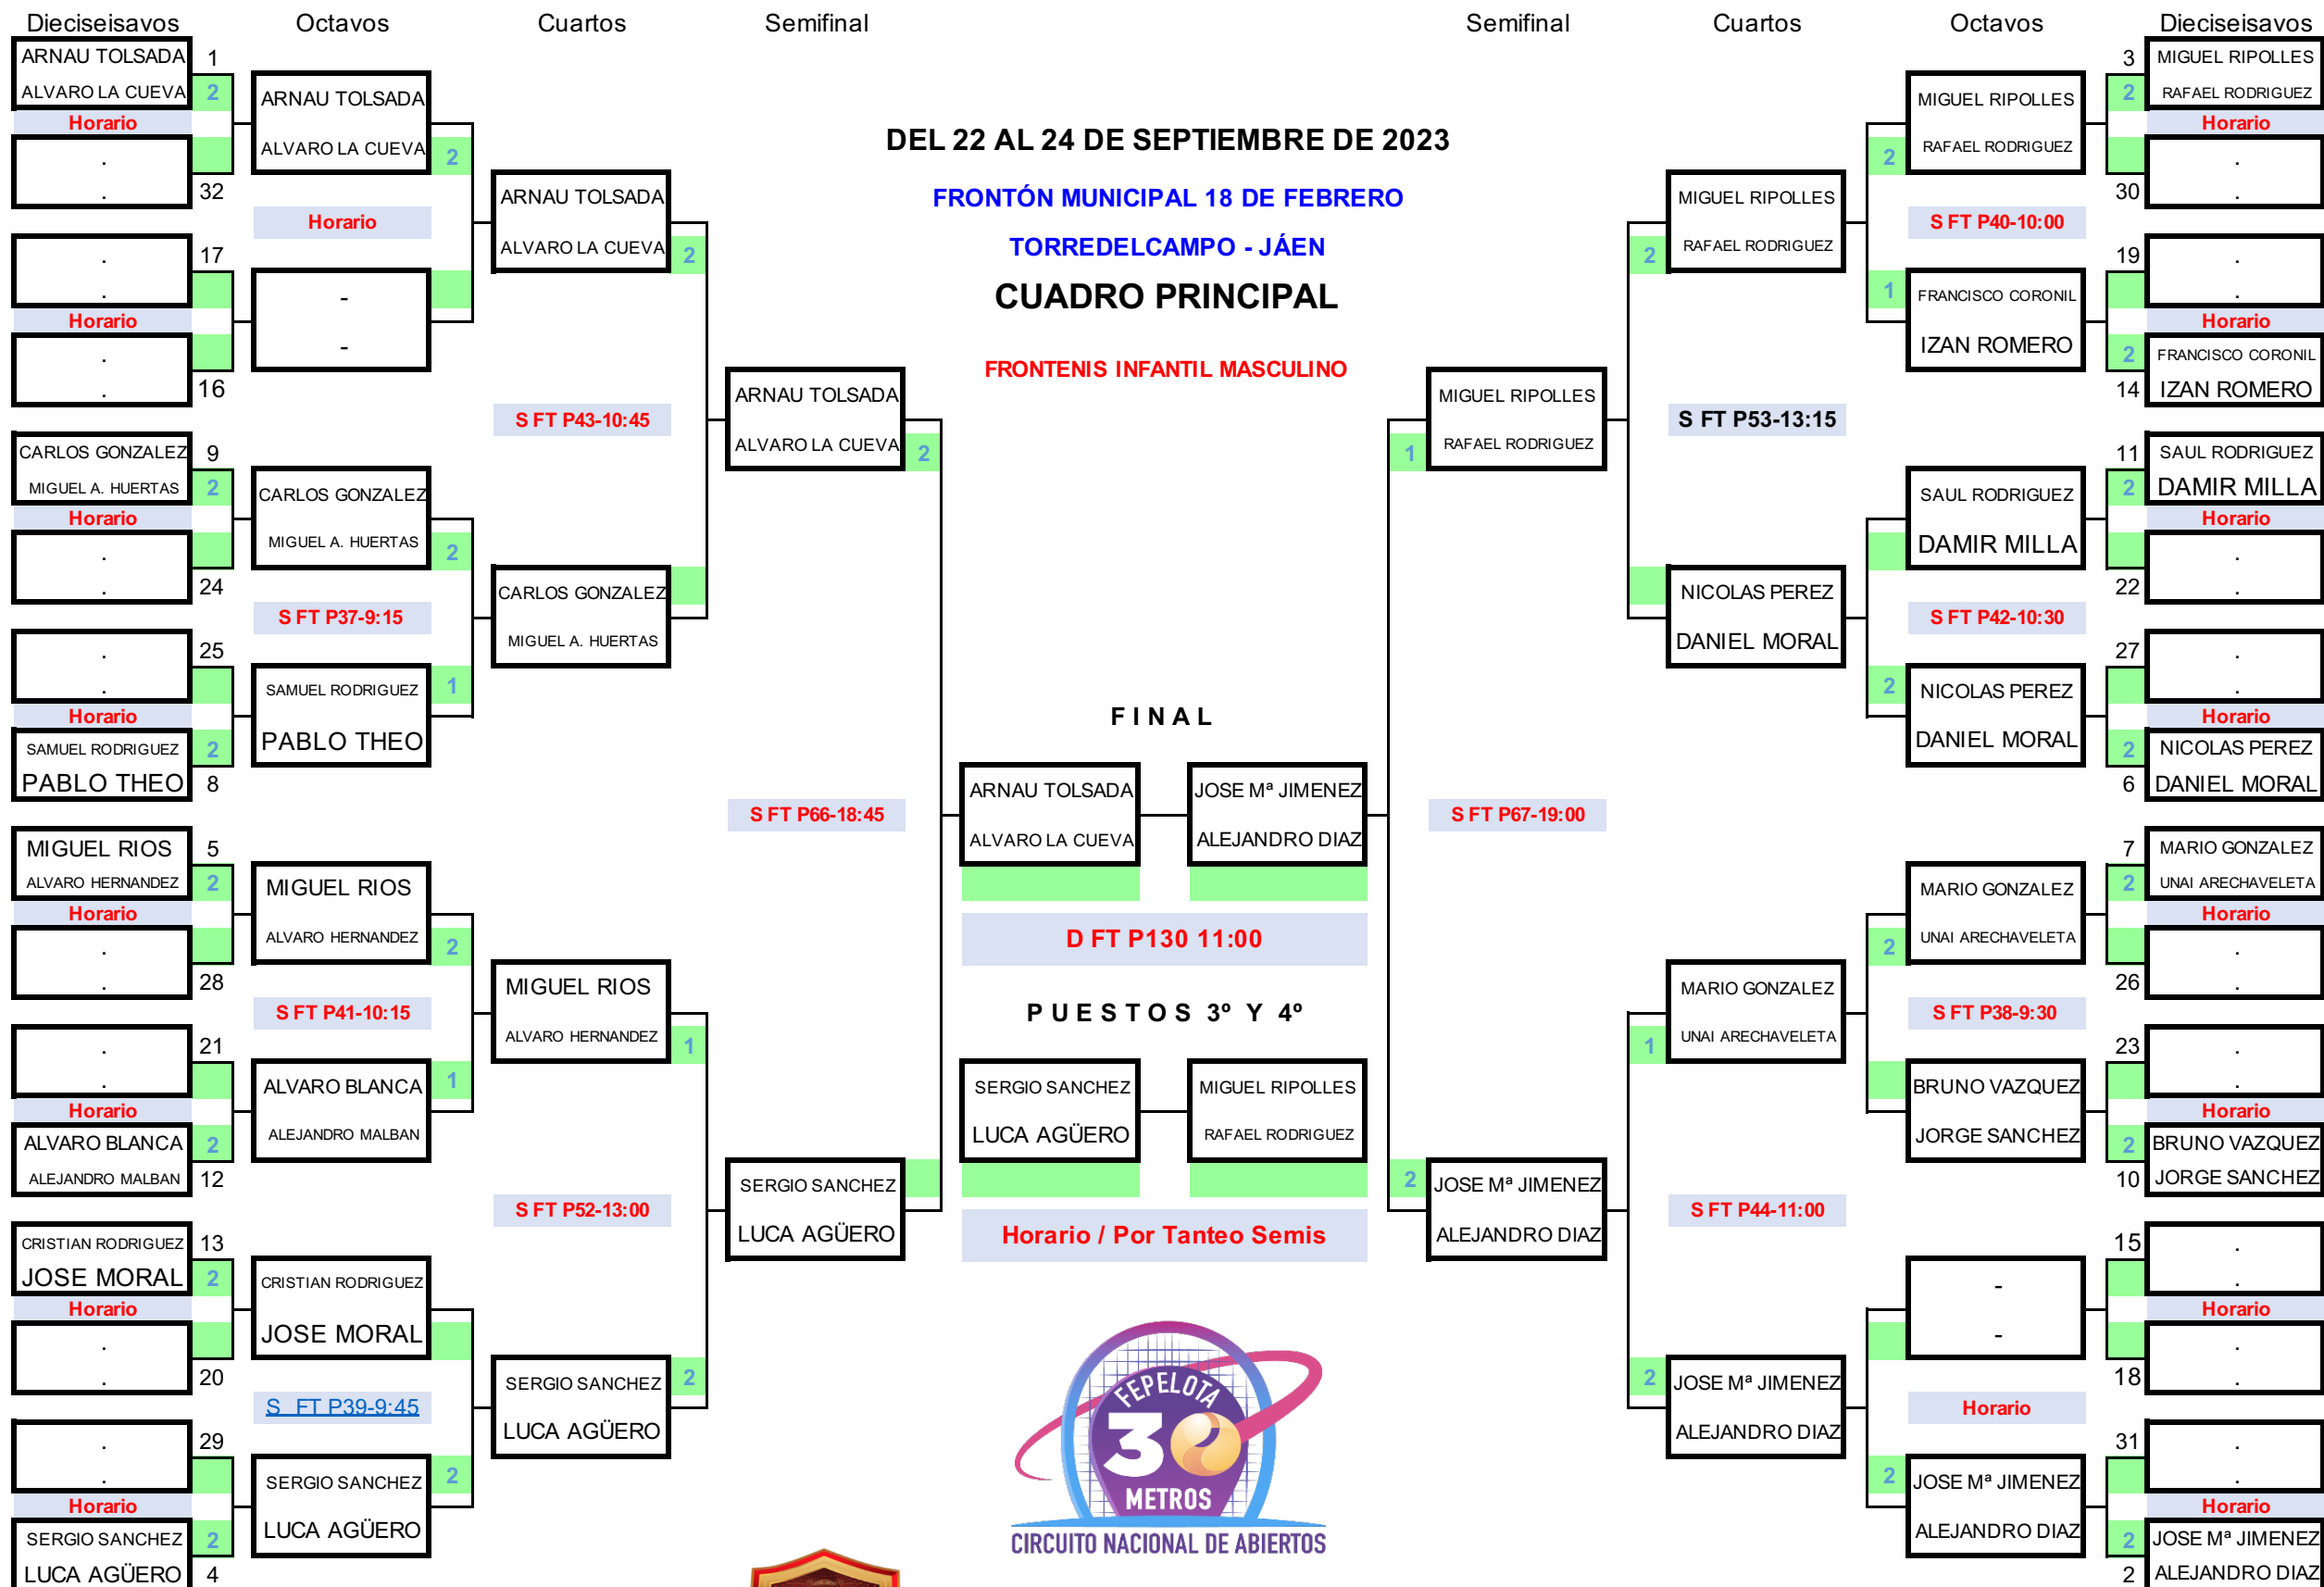 Dieciseisavos
Octavos
Cuartos
Semifinal
Semifinal
Cuartos
Octavos
Dieciseisavos
ARNAU TOLSADA 1
ALVARO LA CUEVA 2
Horario
.
. 32
. 17
.
Horario
.
. 16
CARLOS GONZALEZ 9
MIGUEL A. HUERTAS 2
Horario
.
. 24
. 25
.
Horario
SAMUEL RODRIGUEZ 2
PABLO THEO 8
MIGUEL RIOS 5
ALVARO HERNANDEZ 2
Horario
.
. 28
. 21
.
Horario
ALVARO BLANCA 2
ALEJANDRO MALBAN 12
CRISTIAN RODRIGUEZ 13
JOSE MORAL 2
Horario
.
. 20
. 29
.
Horario
SERGIO SANCHEZ 2
LUCA AGÜERO 4
ARNAU TOLSADA
ALVARO LA CUEVA 2
Horario
-
-
CARLOS GONZALEZ
MIGUEL A. HUERTAS 2
S FT P37-9:15
SAMUEL RODRIGUEZ 1
PABLO THEO
MIGUEL RIOS
ALVARO HERNANDEZ 2
S FT P41-10:15
ALVARO BLANCA 1
ALEJANDRO MALBAN
CRISTIAN RODRIGUEZ
JOSE MORAL
S FT P39-9:45
SERGIO SANCHEZ 2
LUCA AGÜERO
ARNAU TOLSADA
ALVARO LA CUEVA 2
S FT P43-10:45
CARLOS GONZALEZ
MIGUEL A. HUERTAS
MIGUEL RIOS
ALVARO HERNANDEZ 1
S FT P52-13:00
SERGIO SANCHEZ 2
LUCA AGÜERO
ARNAU TOLSADA
ALVARO LA CUEVA 2
S FT P66-18:45
SERGIO SANCHEZ
LUCA AGÜERO
DEL 22 AL 24 DE SEPTIEMBRE DE 2023
FRONTÓN MUNICIPAL 18 DE FEBRERO
TORREDELCAMPO - JÁEN
CUADRO PRINCIPAL
FRONTENIS INFANTIL MASCULINO
FINAL
ARNAU TOLSADA JOSE Mª JIMENEZ
ALVARO LA CUEVA ALEJANDRO DIAZ
D FT P130 11:00
PUESTOS 3º Y 4º
SERGIO SANCHEZ MIGUEL RIPOLLES
LUCA AGÜERO RAFAEL RODRIGUEZ
Horario / Por Tanteo Semis
FEPELOTA
30
METROS
CIRCUITO NACIONAL DE ABIERTOS
MIGUEL RIPOLLES
1 RAFAEL RODRIGUEZ
S FT P67-19:00
2 JOSE Mª JIMENEZ
ALEJANDRO DIAZ
MIGUEL RIPOLLES
2 RAFAEL RODRIGUEZ
S FT P53-13:15
NICOLAS PEREZ
DANIEL MORAL
MARIO GONZALEZ
1 UNAI ARECHAVELETA
S FT P44-11:00
2 JOSE Mª JIMENEZ
ALEJANDRO DIAZ
MIGUEL RIPOLLES
2 RAFAEL RODRIGUEZ
S FT P40-10:00
1 FRANCISCO CORONIL
IZAN ROMERO
SAUL RODRIGUEZ
DAMIR MILLA
S FT P42-10:30
2 NICOLAS PEREZ
DANIEL MORAL
MARIO GONZALEZ
2 UNAI ARECHAVELETA
S FT P38-9:30
BRUNO VAZQUEZ
JORGE SANCHEZ
-
-
Horario
2 JOSE Mª JIMENEZ
ALEJANDRO DIAZ
3 MIGUEL RIPOLLES
2 RAFAEL RODRIGUEZ
Horario
.
30 .
19 .
.
Horario
2 FRANCISCO CORONIL
14 IZAN ROMERO
11 SAUL RODRIGUEZ
2 DAMIR MILLA
Horario
.
22 .
27 .
.
Horario
2 NICOLAS PEREZ
6 DANIEL MORAL
7 MARIO GONZALEZ
2 UNAI ARECHAVELETA
Horario
.
26 .
23 .
.
Horario
2 BRUNO VAZQUEZ
10 JORGE SANCHEZ
15 .
.
Horario
.
18 .
31 .
.
Horario
2 JOSE Mª JIMENEZ
2 ALEJANDRO DIAZ